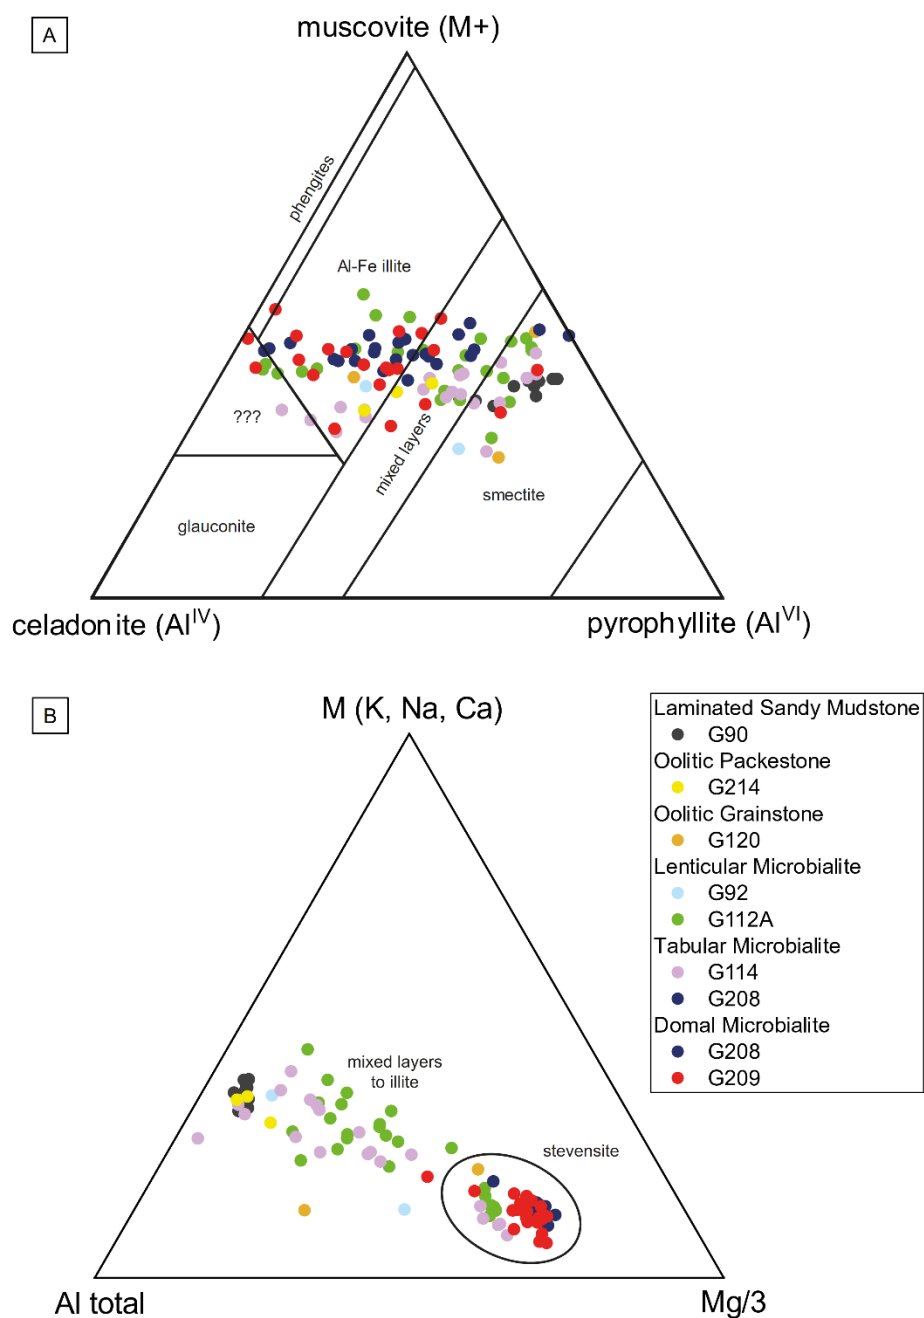 A
muscovite (M+)
phengites
Al-Fe illite
???
mixed layers
smectite
glauconite
celadonite (Al^IV)
pyrophyllite (Al^VI)
B
M (K, Na, Ca)
mixed layers
to illite
stevensite
Al total
Mg/3
Laminated Sandy Mudstone
G90
Oolitic Packestone
G214
Oolitic Grainstone
G120
Lenticular Microbialite
G92
G112A
Tabular Microbialite
G114
G208
Domal Microbialite
G208
G209